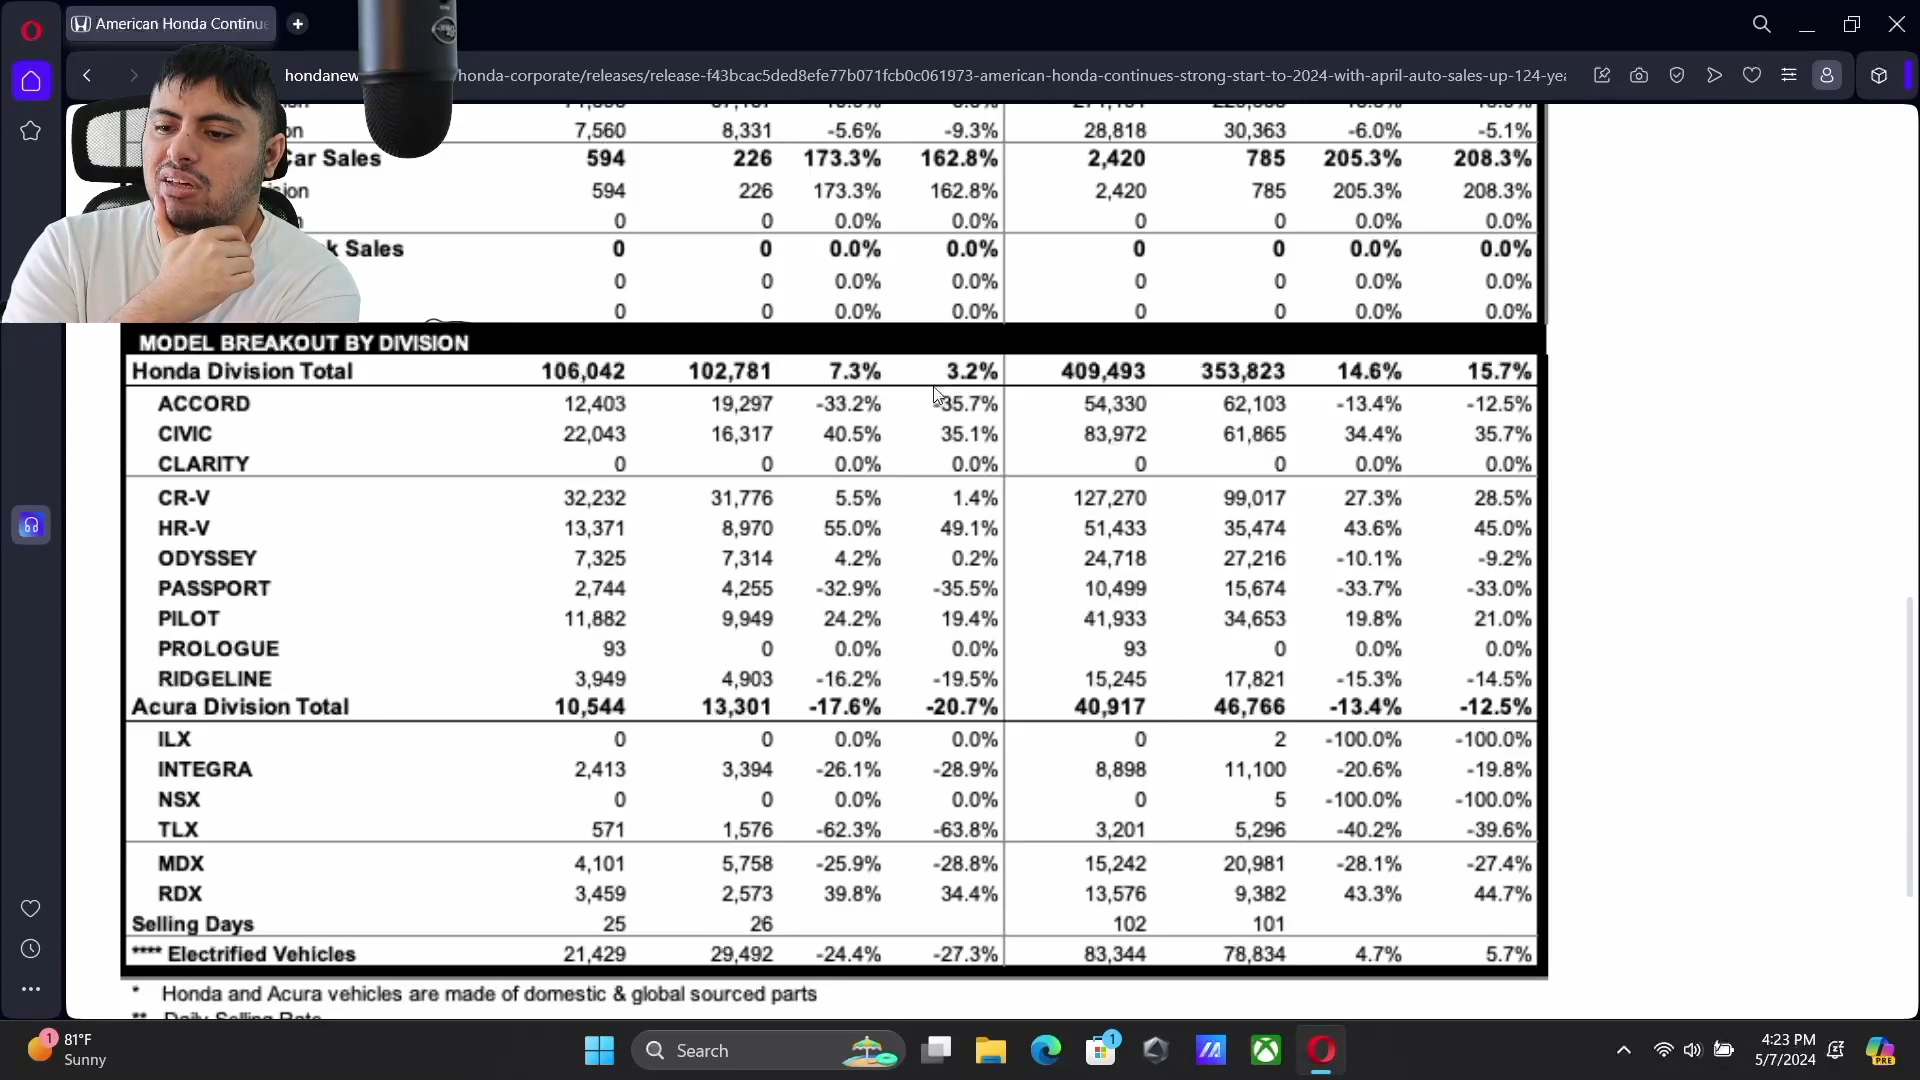 American Honda Continue
hondanew honda-corporate/releases/release-f43bcac5ded8efe77b071fcb0c061973-american-honda-continues-strong-start-to-2024-with-april-auto-sales-up-124-yea
on 7,560 8,331 -5.6% -9.3% 28,818 30,363 -6.0% -5.1%
Car Sales 594 226 173.3% 162.8% 2,420 785 205.3% 208.3%
ision 594 226 173.3% 162.8% 2,420 785 205.3% 208.3%
0 0 0.0% 0.0% 0 0 0.0% 0.0%
k Sales 0 0 0.0% 0.0% 0 0 0.0% 0.0%
0 0 0.0% 0.0% 0 0 0.0% 0.0%
0 0 0.0% 0.0% 0 0 0.0% 0.0%
MODEL BREAKOUT BY DIVISION
Honda Division Total 106,042 102,781 7.3% 3.2% 409,493 353,823 14.6% 15.7%
ACCORD 12,403 19,297 -33.2% -35.7% 54,330 62,103 -13.4% -12.5%
CIVIC 22,043 16,317 40.5% 35.1% 83,972 61,865 34.4% 35.7%
CLARITY 0 0 0.0% 0.0% 0 0 0.0% 0.0%
CR-V 32,232 31,776 5.5% 1.4% 127,270 99,017 27.3% 28.5%
HR-V 13,371 8,970 55.0% 49.1% 51,433 35,474 43.6% 45.0%
ODYSSEY 7,325 7,314 4.2% 0.2% 24,718 27,216 -10.1% -9.2%
PASSPORT 2,744 4,255 -32.9% -35.5% 10,499 15,674 -33.7% -33.0%
PILOT 11,882 9,949 24.2% 19.4% 41,933 34,653 19.8% 21.0%
PROLOGUE 93 0 0.0% 0.0% 93 0 0.0% 0.0%
RIDGELINE 3,949 4,903 -16.2% -19.5% 15,245 17,821 -15.3% -14.5%
Acura Division Total 10,544 13,301 -17.6% -20.7% 40,917 46,766 -13.4% -12.5%
ILX 0 0 0.0% 0.0% 0 2 -100.0% -100.0%
INTEGRA 2,413 3,394 -26.1% -28.9% 8,898 11,100 -20.6% -19.8%
NSX 0 0 0.0% 0.0% 0 5 -100.0% -100.0%
TLX 571 1,576 -62.3% -63.8% 3,201 5,296 -40.2% -39.6%
MDX 4,101 5,758 -25.9% -28.8% 15,242 20,981 -28.1% -27.4%
RDX 3,459 2,573 39.8% 34.4% 13,576 9,382 43.3% 44.7%
Selling Days 25 26 102 101
**** Electrified Vehicles 21,429 29,492 -24.4% -27.3% 83,344 78,834 4.7% 5.7%
* Honda and Acura vehicles are made of domestic & global sourced parts
** Daily Selling Rate
1 81°F
Sunny
Search
1
4:23 PM
5/7/2024
PRE